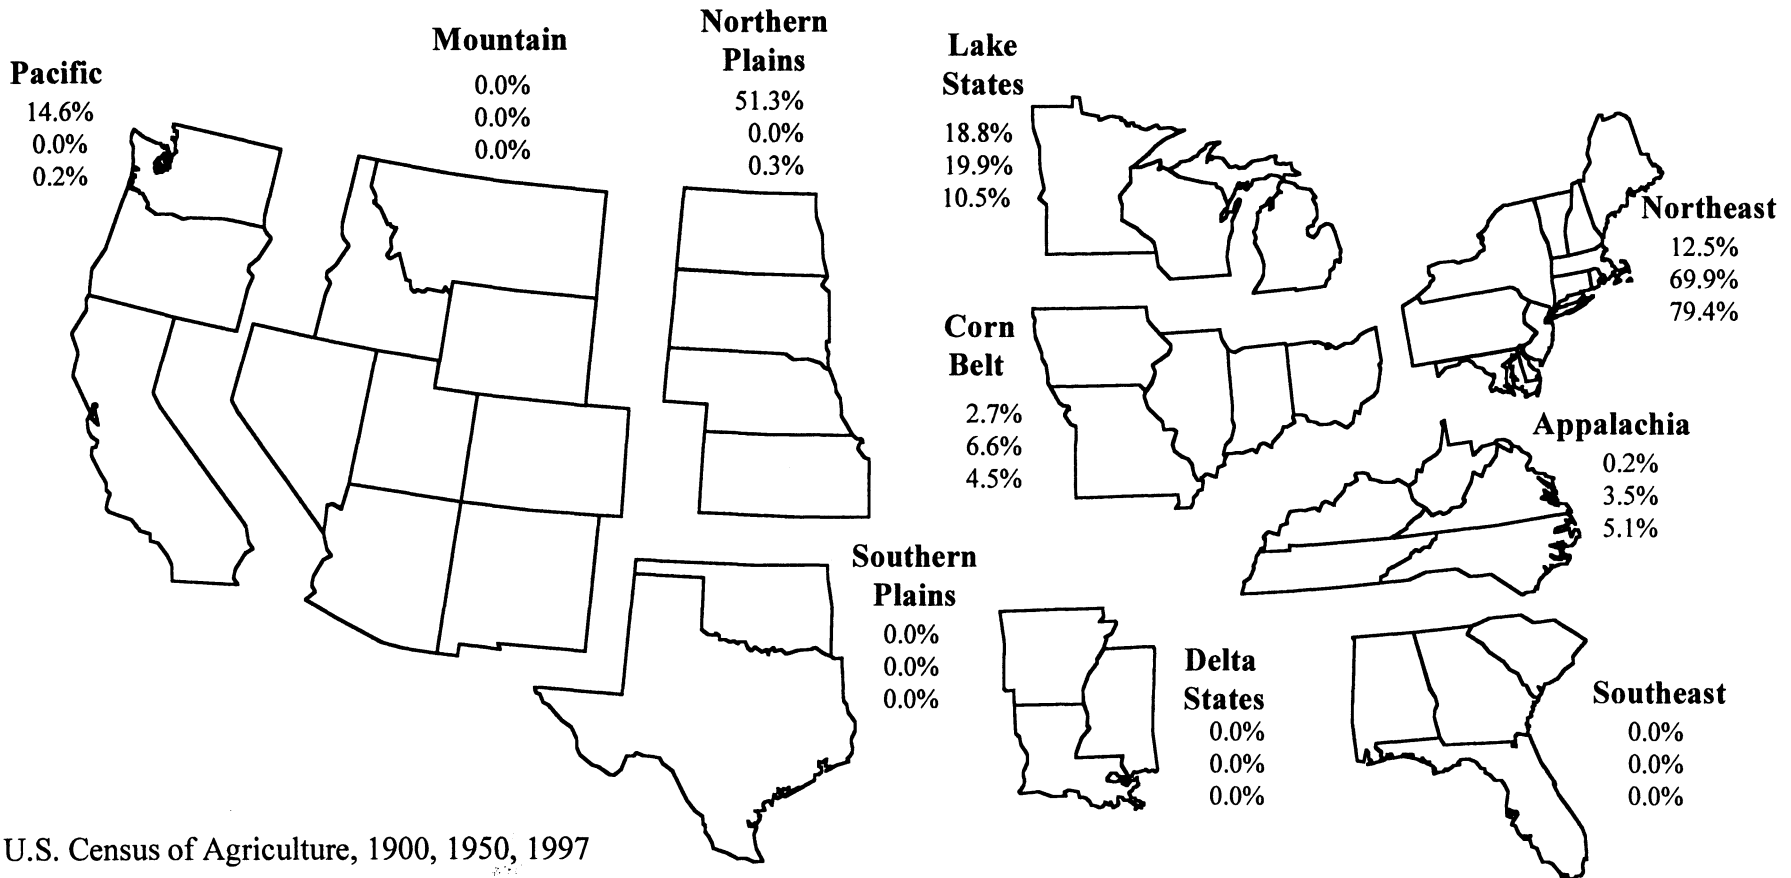 Pacific
14.6%
0.0%
0.2%
Mountain
0.0%
0.0%
0.0%
Northern
Plains
51.3%
0.0%
0.3%
Lake
States
18.8%
19.9%
10.5%
Northeast
12.5%
69.9%
79.4%
Corn
Belt
2.7%
6.6%
4.5%
Appalachia
0.2%
3.5%
5.1%
Southern
Plains
0.0%
0.0%
0.0%
Delta
States
0.0%
0.0%
0.0%
Southeast
0.0%
0.0%
0.0%
U.S. Census of Agriculture, 1900, 1950, 1997